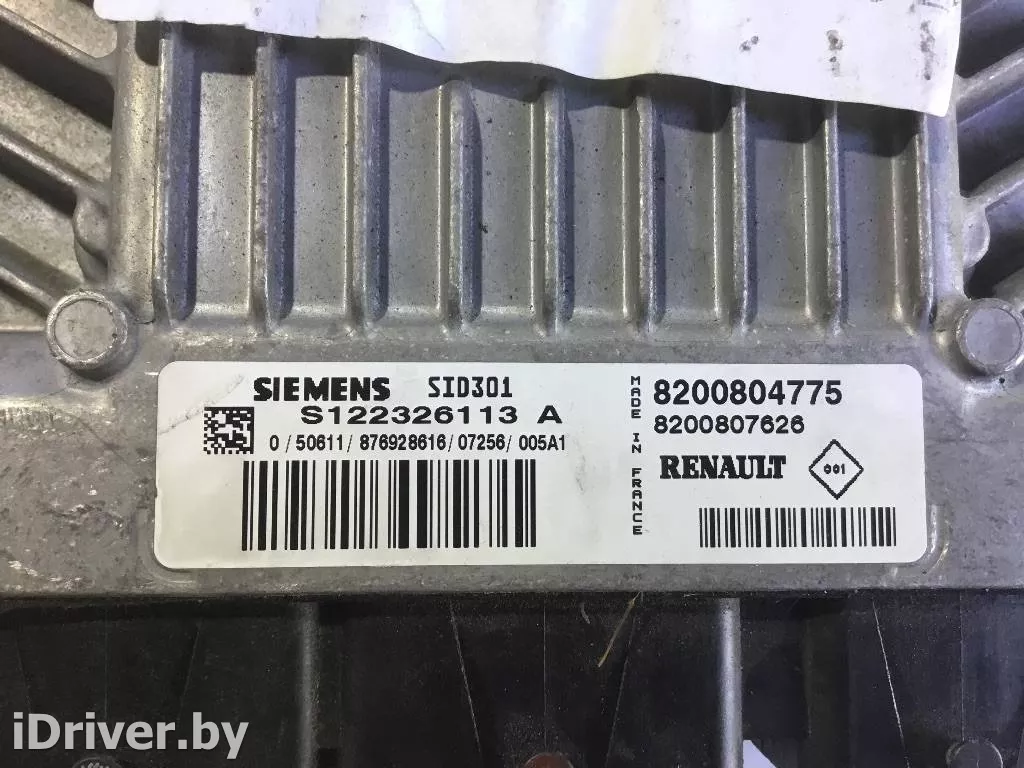 SIEMENS SID301
S122326113 A
0/50611/876928616/07256/005A1
MADE IN FRANCE
8200804775
8200807626
RENAULT
001
iDriver.by